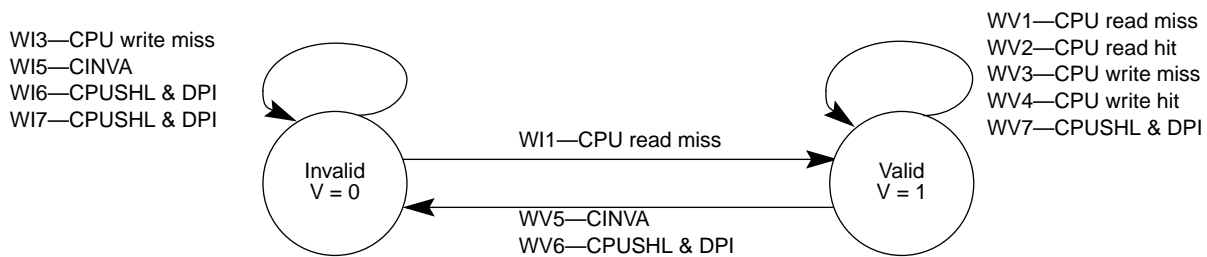 WI3—CPU write miss
WI5—CINVA
WI6—CPUSHL & DPI
WI7—CPUSHL & DPI
WV1—CPU read miss
WV2—CPU read hit
WV3—CPU write miss
WV4—CPU write hit
WV7—CPUSHL & DPI
WI1—CPU read miss
Invalid
V = 0
Valid
V = 1
WV5—CINVA
WV6—CPUSHL & DPI